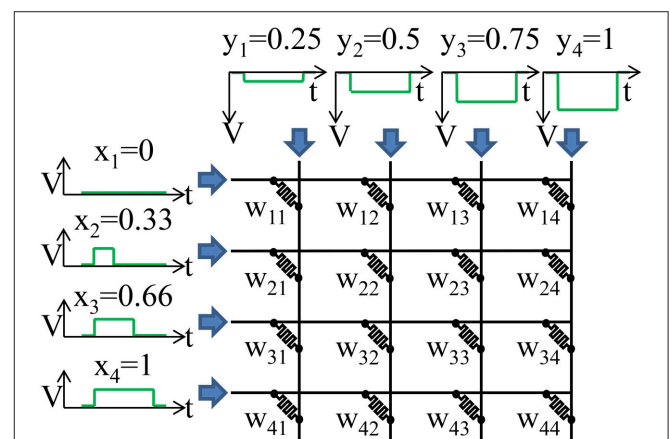 y1=0.25 y2=0.5 y3=0.75 y4=1
t t t t
V V V V
x1=0
V t
w11 w12 w13 w14
x2=0.33
V t
w21 w22 w23 w24
x3=0.66
V t
w31 w32 w33 w34
x4=1
V t
w41 w42 w43 w44